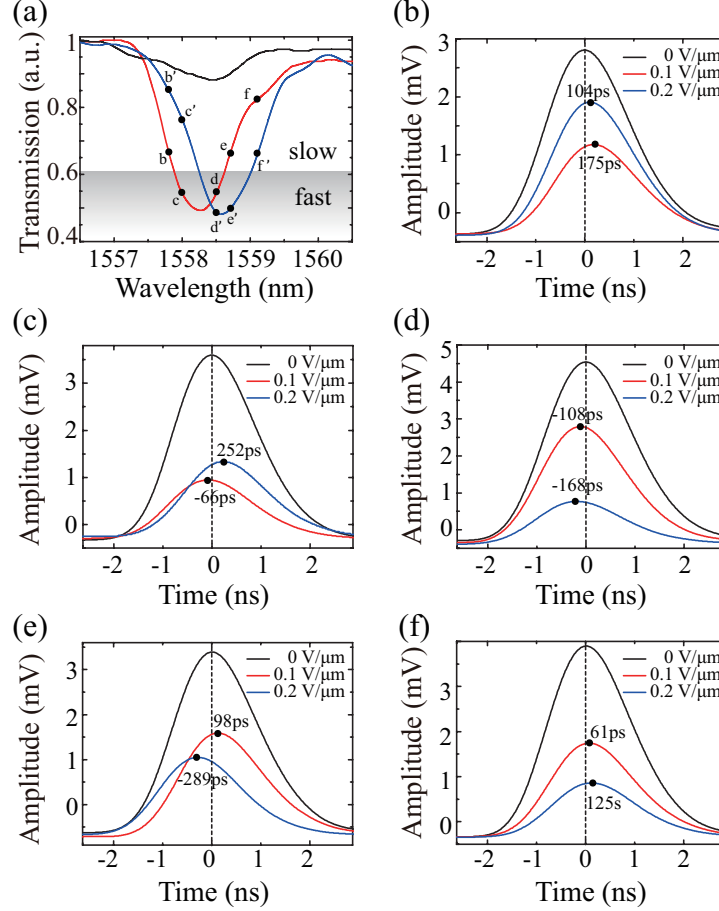 (a)
Transmission (a.u.)
1
0.8
0.6
0.4
b'
c'
b
c
d
d'
e
e'
f
f'
slow
fast
1557 1558 1559 1560
Wavelength (nm)
(b)
Amplitude (mV)
3
2
1
0
0 V/μm
0.1 V/μm
0.2 V/μm
104ps
175ps
-2 -1 0 1 2
Time (ns)
(c)
Amplitude (mV)
3
2
1
0
0 V/μm
0.1 V/μm
0.2 V/μm
252ps
-66ps
-2 -1 0 1 2
Time (ns)
(d)
Amplitude (mV)
5
4
3
2
1
0
0 V/μm
0.1 V/μm
0.2 V/μm
-108ps
-168ps
-2 -1 0 1 2
Time (ns)
(e)
Amplitude (mV)
3
2
1
0
0 V/μm
0.1 V/μm
0.2 V/μm
98ps
-289ps
-2 -1 0 1 2
Time (ns)
(f)
Amplitude (mV)
4
3
2
1
0
0 V/μm
0.1 V/μm
0.2 V/μm
61ps
125s
-2 -1 0 1 2
Time (ns)